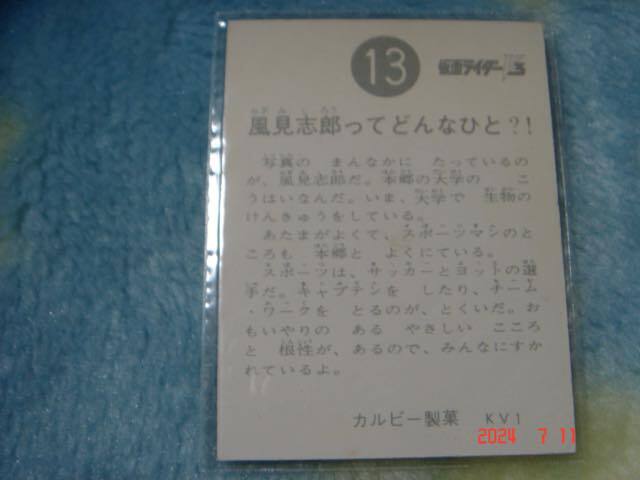 13
仮面ライダーV3
風見志郎ってどんなひと?!
写真の まんなかに たっているの
が、風見志郎だ。本郷の大学の こ
うはいなんだ。いま、大学で 生物の
けんきゅうをしている。
あたまがよくて、スポーツマンのと
ころも 本郷と よくにている。
スポーツは、サッカーとヨットの選
手だ。キャプテンを したり、チーム
・ワークを とるのが、とくいだ。お
もいやりの ある やさしい こころ
と 根性が、あるので、みんなにすか
れているよ。
カルビー製菓 KV1
2024 7 11